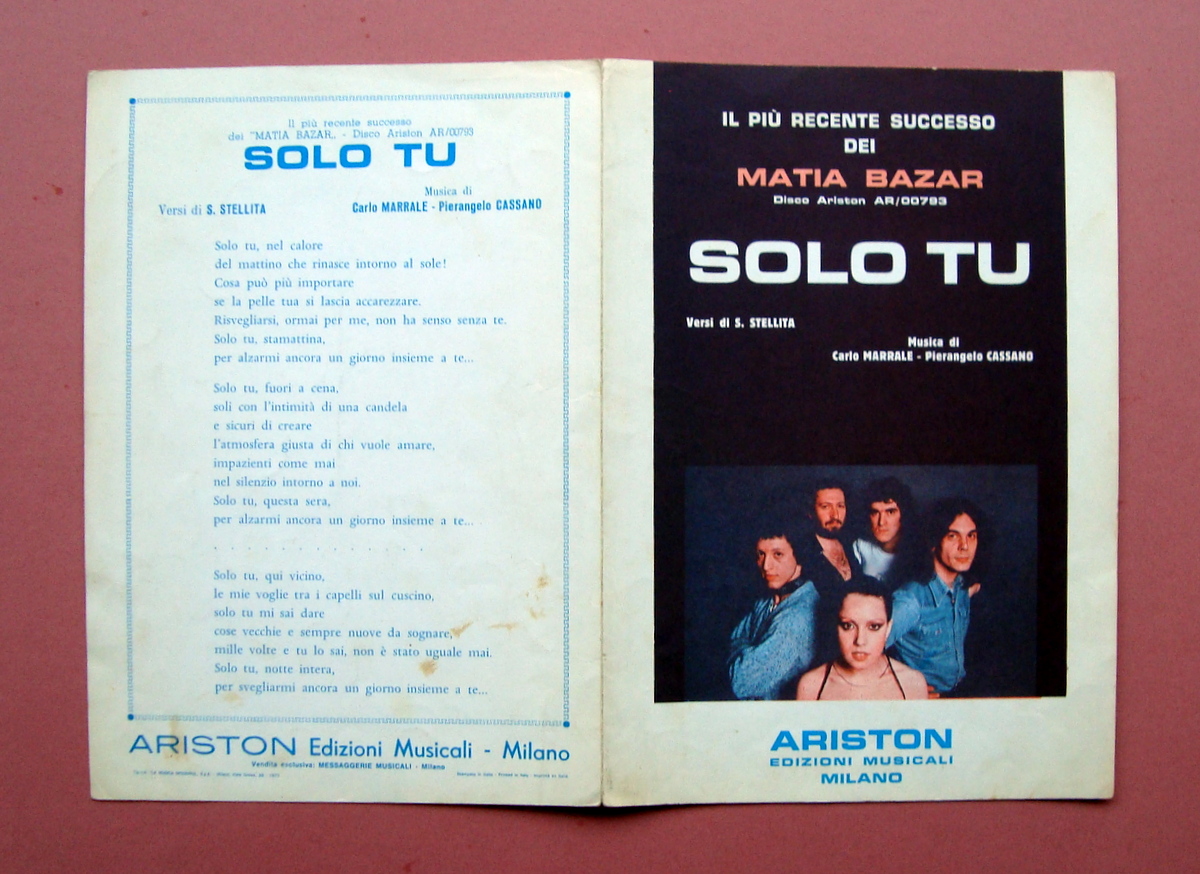 Il più recente successo
dei "MATIA BAZAR„ - Disco Ariston AR/00793
SOLO TU
Versi di S. STELLITA
Musica di
Carlo MARRALE - Pierangelo CASSANO
Solo tu, nel calore
del mattino che rinasce intorno al sole!
Cosa può più importare
se la pelle tua si lascia accarezzare.
Risvegliarsi, ormai per me, non ha senso senza te.
Solo tu, stamattina,
per alzarmi ancora un giorno insieme a te...
Solo tu, fuori a cena,
soli con l'intimità di una candela
e sicuri di creare
l'atmosfera giusta di chi vuole amare,
impazienti come mai
nel silenzio intorno a noi.
Solo tu, questa sera,
per alzarmi ancora un giorno insieme a te...
. . . . . . . . . . . . .
Solo tu, qui vicino,
le mie voglie tra i capelli sul cuscino,
solo tu mi sai dare
cose vecchie e sempre nuove da sognare,
mille volte e tu lo sai, non è stato uguale mai.
Solo tu, notte intera,
per svegliarmi ancora un giorno insieme a te...
ARISTON Edizioni Musicali - Milano
Vendita esclusiva: MESSAGGERIE MUSICALI - Milano
IL PIÙ RECENTE SUCCESSO
DEI
MATIA BAZAR
Disco Ariston AR/00793
SOLO TU
Versi di S. STELLITA
Musica di
Carlo MARRALE - Pierangelo CASSANO
ARISTON
EDIZIONI MUSICALI
MILANO